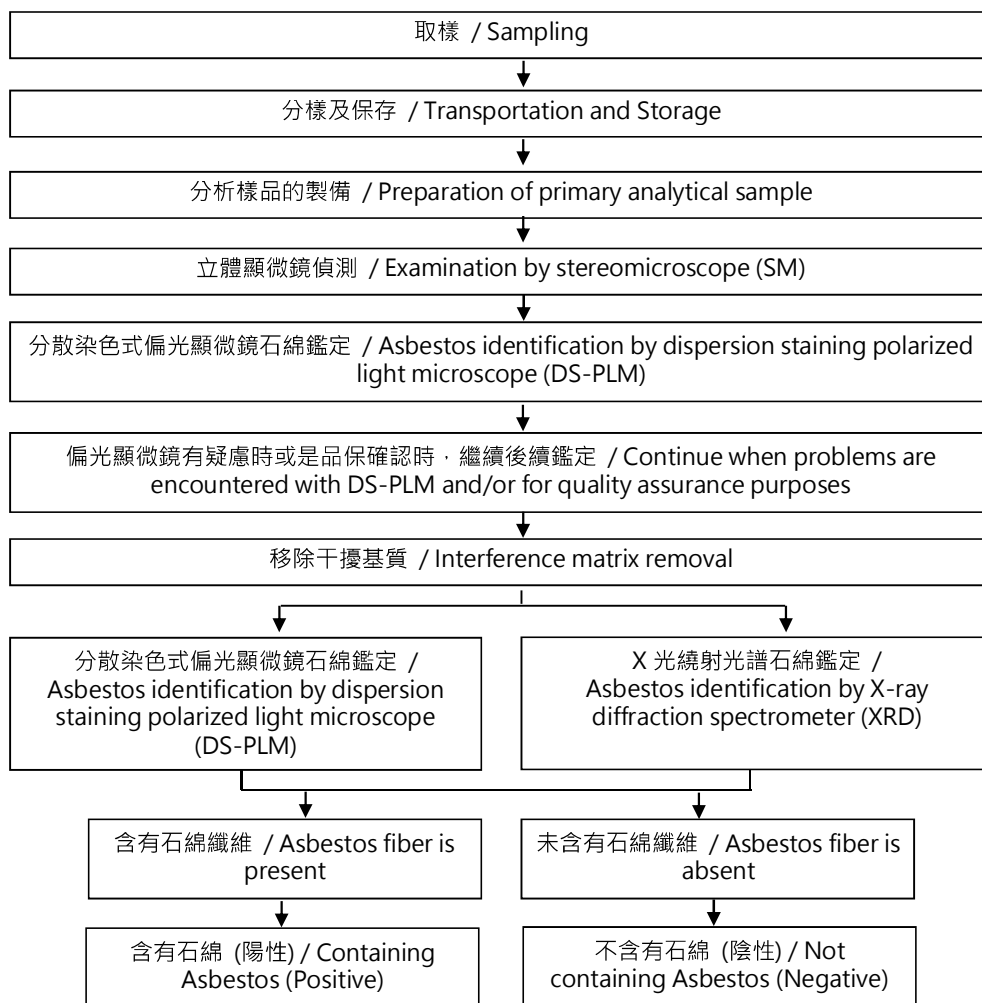 取樣 / Sampling
分樣及保存 / Transportation and Storage
分析樣品的製備 / Preparation of primary analytical sample
立體顯微鏡偵測 / Examination by stereomicroscope (SM)
分散染色式偏光顯微鏡石綿鑑定 / Asbestos identification by dispersion staining polarized
light microscope (DS-PLM)
偏光顯微鏡有疑慮時或是品保確認時，繼續後續鑑定 / Continue when problems are
encountered with DS-PLM and/or for quality assurance purposes
移除干擾基質 / Interference matrix removal
分散染色式偏光顯微鏡石綿鑑定 /
Asbestos identification by dispersion
staining polarized light microscope
(DS-PLM)
X 光繞射光譜石綿鑑定 /
Asbestos identification by X-ray
diffraction spectrometer (XRD)
含有石綿纖維 / Asbestos fiber is
present
未含有石綿纖維 / Asbestos fiber is
absent
含有石綿 (陽性) / Containing
Asbestos (Positive)
不含有石綿 (陰性) / Not
containing Asbestos (Negative)